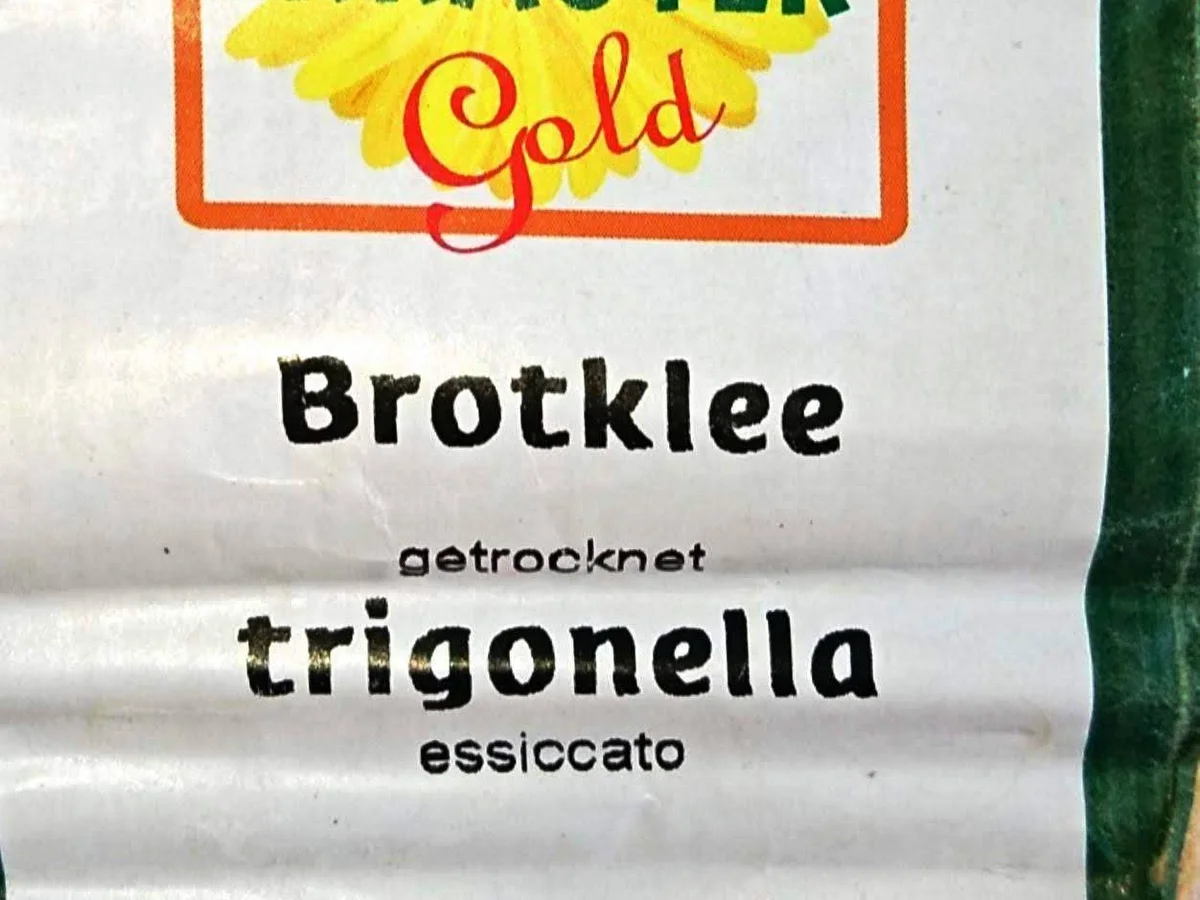 Gold
Brotklee
getrocknet
trigonella
essiccato